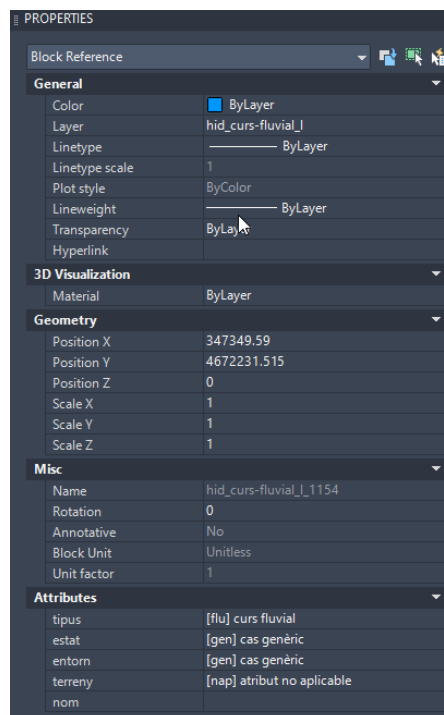 PROPERTIES
Block Reference
General
Color ByLayer
Layer hid_curs-fluvial_l
Linetype ByLayer
Linetype scale 1
Plot style ByColor
Lineweight ByLayer
Transparency ByLayer
Hyperlink
3D Visualization
Material ByLayer
Geometry
Position X 347349.59
Position Y 4672231.515
Position Z 0
Scale X 1
Scale Y 1
Scale Z 1
Misc
Name hid_curs-fluvial_l_1154
Rotation 0
Annotative No
Block Unit Unitless
Unit factor 1
Attributes
tipus [flu] curs fluvial
estat [gen] cas genèric
entorn [gen] cas genèric
terreny [nap] atribut no aplicable
nom